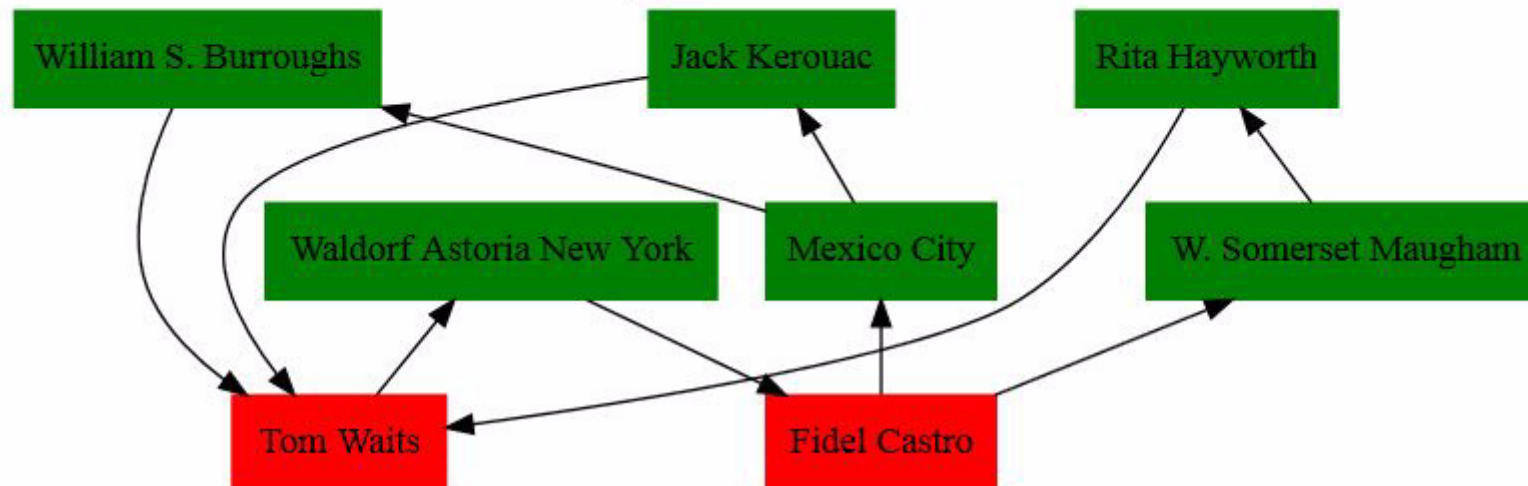 William S. Burroughs
Jack Kerouac
Rita Hayworth
Waldorf Astoria New York
Mexico City
W. Somerset Maugham
Tom Waits
Fidel Castro